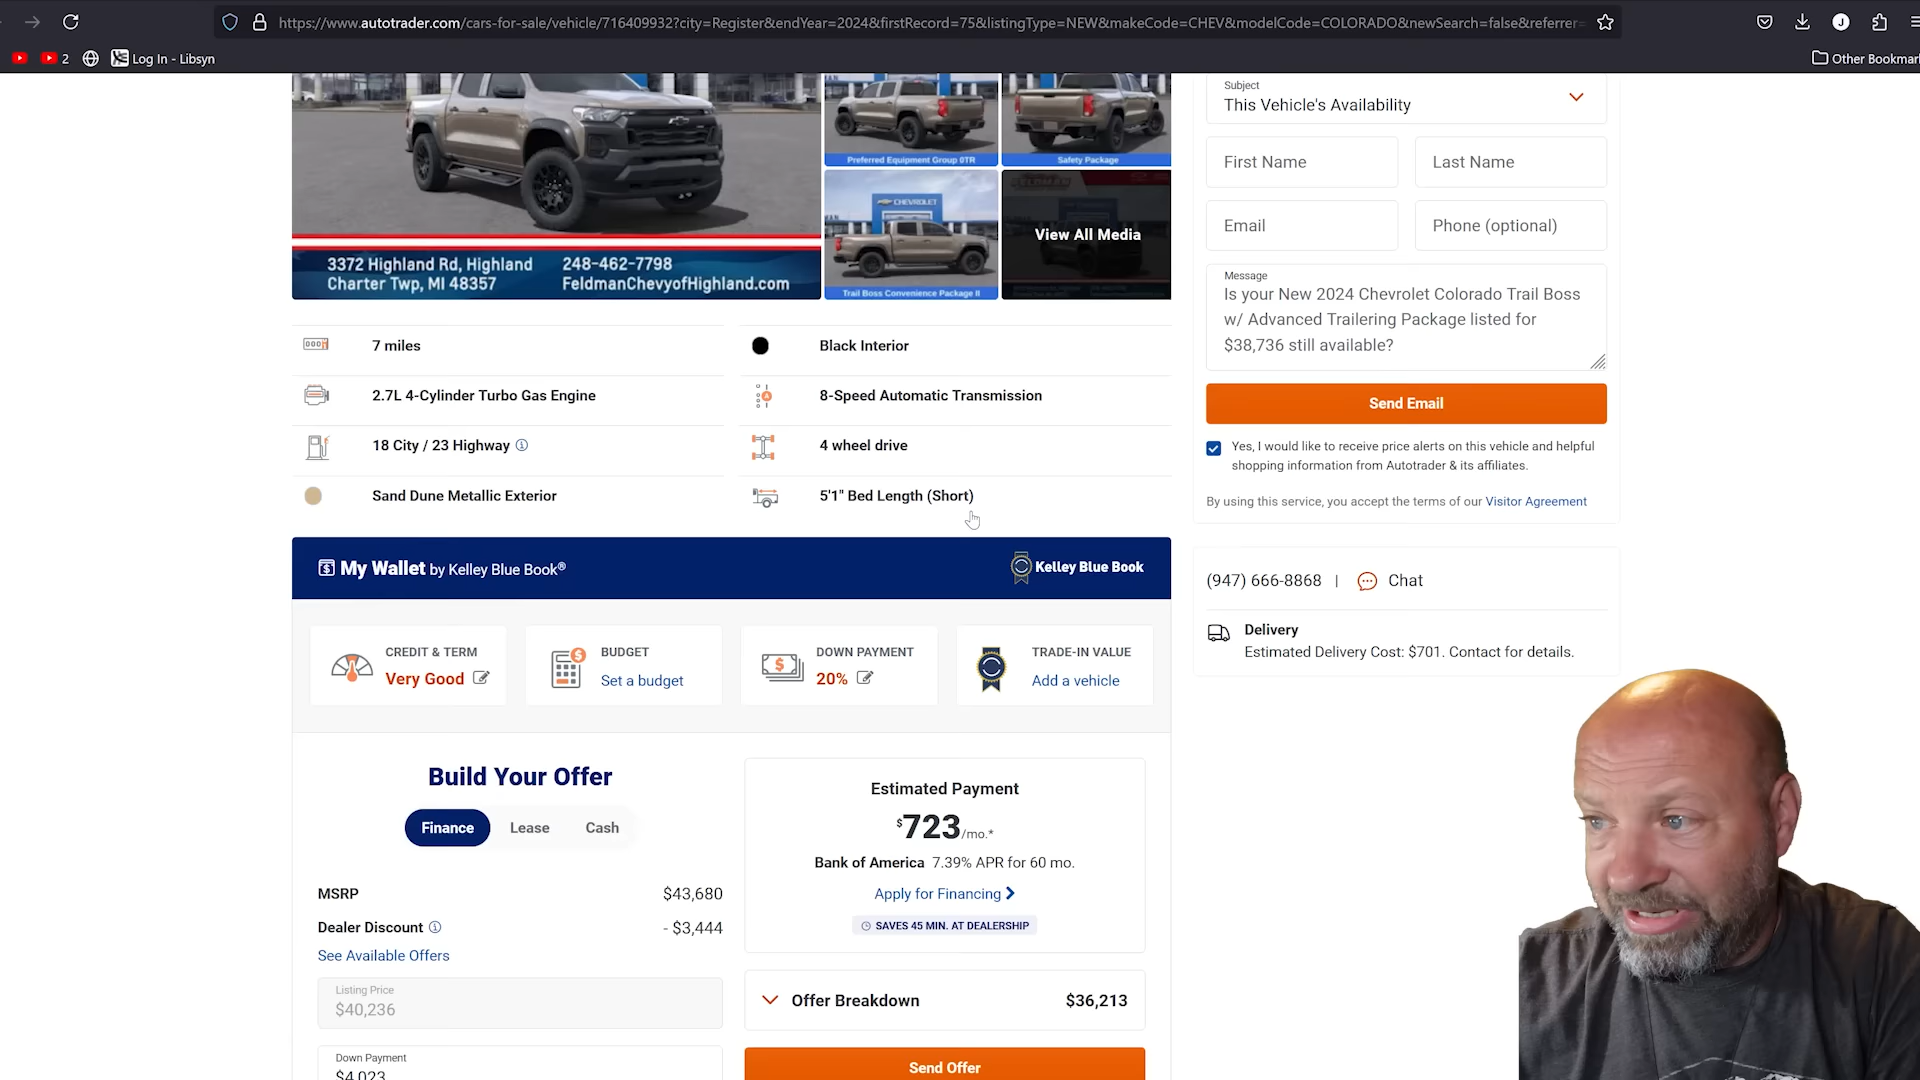 https://www.autotrader.com/cars-for-sale/vehicle/716409932?city=Register&endYear=2024&firstRecord=75&listingType=NEW&makeCode=CHEV&modelCode=COLORADO&newSearch=false&referrer=
2
Log In - Libsyn
Other Bookmar
Preferred Equipment Group 0TR
Safety Package
CHEVROLET
View All Media
Trail Boss Convenience Package II
3372 Highland Rd, Highland
Charter Twp, MI 48357
248-462-7798
FeldmanChevyofHighland.com
Subject
This Vehicle's Availability
First Name
Last Name
Email
Phone (optional)
Message
Is your New 2024 Chevrolet Colorado Trail Boss
w/ Advanced Trailering Package listed for
$38,736 still available?
Send Email
Yes, I would like to receive price alerts on this vehicle and helpful
shopping information from Autotrader & its affiliates.
By using this service, you accept the terms of our Visitor Agreement
(947) 666-8868 | Chat
Delivery
Estimated Delivery Cost: $701. Contact for details.
7 miles
Black Interior
2.7L 4-Cylinder Turbo Gas Engine
8-Speed Automatic Transmission
18 City / 23 Highway
4 wheel drive
Sand Dune Metallic Exterior
5'1" Bed Length (Short)
My Wallet by Kelley Blue Book®
Kelley Blue Book
CREDIT & TERM
Very Good
BUDGET
Set a budget
DOWN PAYMENT
20%
TRADE-IN VALUE
Add a vehicle
Build Your Offer
Finance
Lease
Cash
MSRP
$43,680
Dealer Discount
- $3,444
See Available Offers
Listing Price
$40,236
Down Payment
$4,023
Estimated Payment
$723/mo.*
Bank of America 7.39% APR for 60 mo.
Apply for Financing
SAVES 45 MIN. AT DEALERSHIP
Offer Breakdown
$36,213
Send Offer